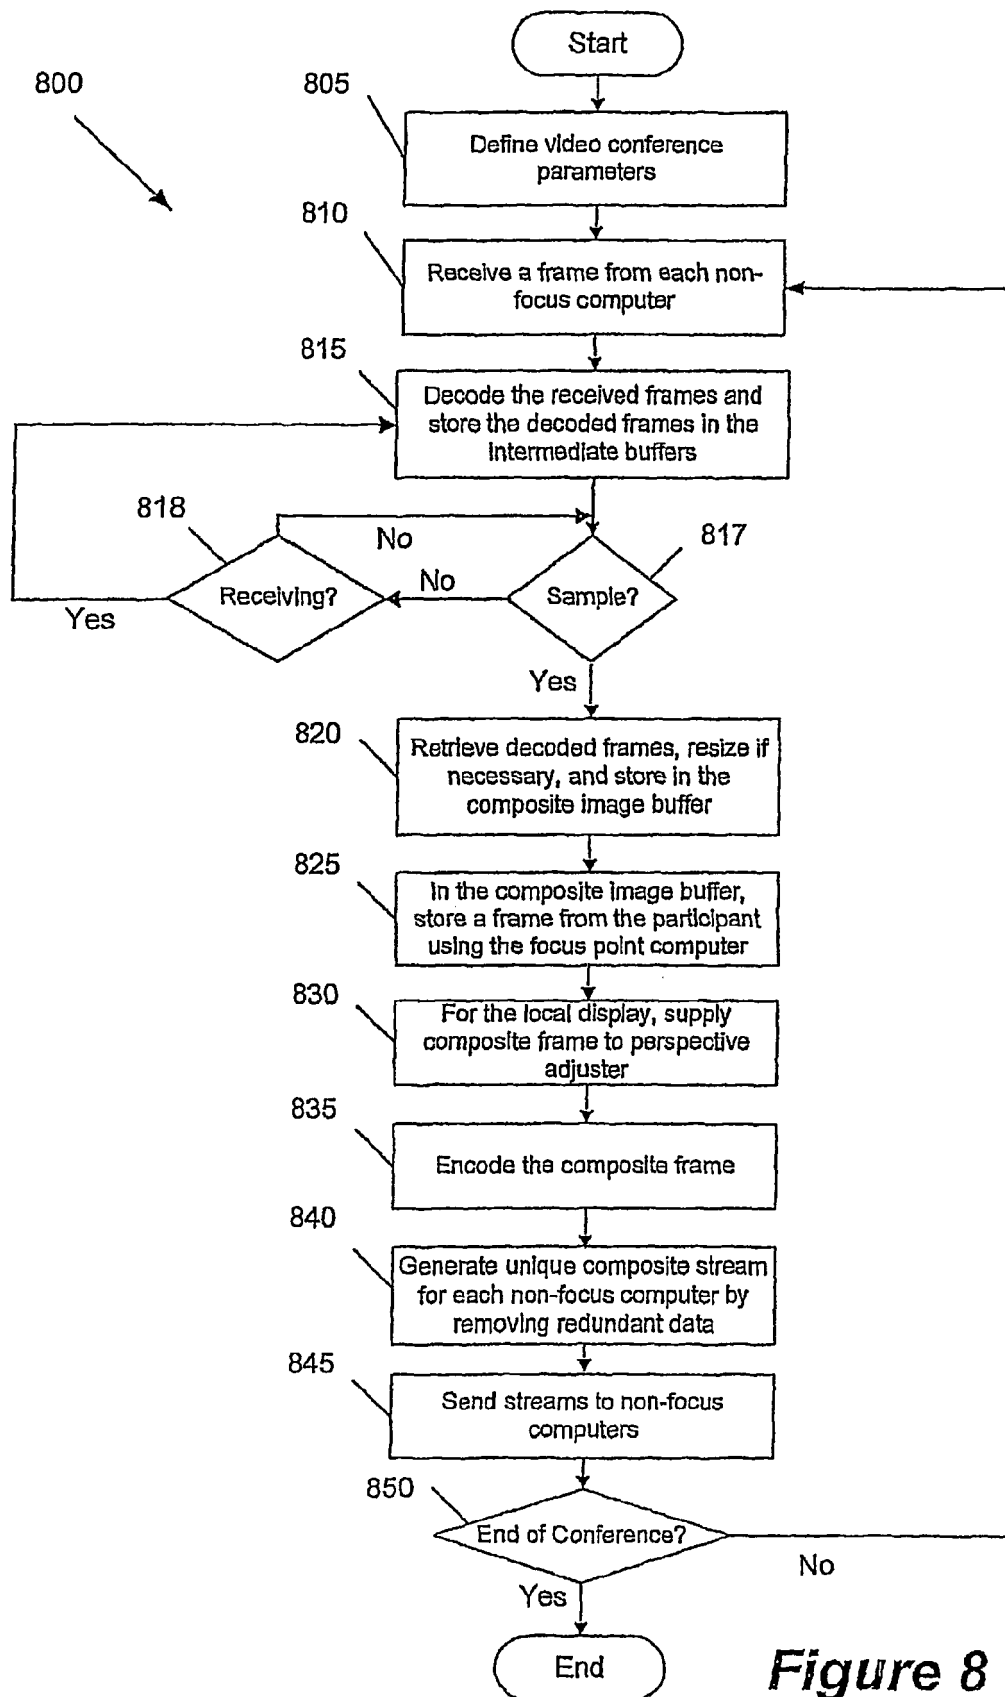 Start
800
805
Define video conference
parameters
810
Receive a frame from each non-
focus computer
815
Decode the received frames and
store the decoded frames in the
intermediate buffers
818
No
817
Receiving?
No
Sample?
Yes
Yes
820
Retrieve decoded frames, resize if
necessary, and store in the
composite image buffer
825
In the composite image buffer,
store a frame from the participant
using the focus point computer
830
For the local display, supply
composite frame to perspective
adjuster
835
Encode the composite frame
840
Generate unique composite stream
for each non-focus computer by
removing redundant data
845
Send streams to non-focus
computers
850
End of Conference?
No
Yes
End
Figure 8